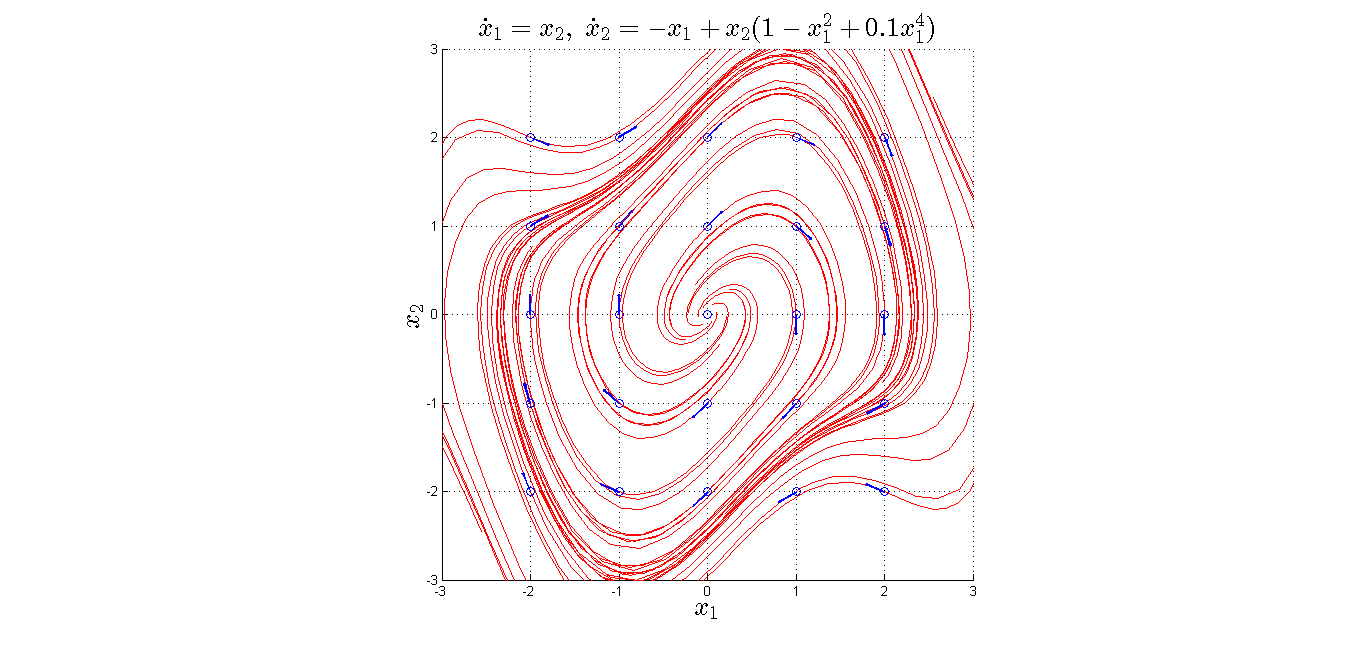 ẋ₁ = x₂, ẋ₂ = −x₁ + x₂(1 − x₁² + 0.1x₁⁴)
3
2
1
0
-1
-2
-3
x₂
-3 -2 -1 0 1 2 3
x₁